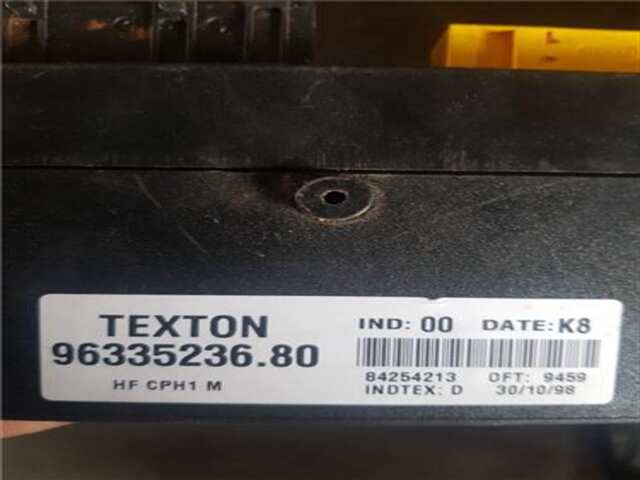 TEXTON
96335236.80
HF CPH1 M
IND: 00 DATE: K8
84254213 OFT: 9459
INDTEX: D 30/10/98